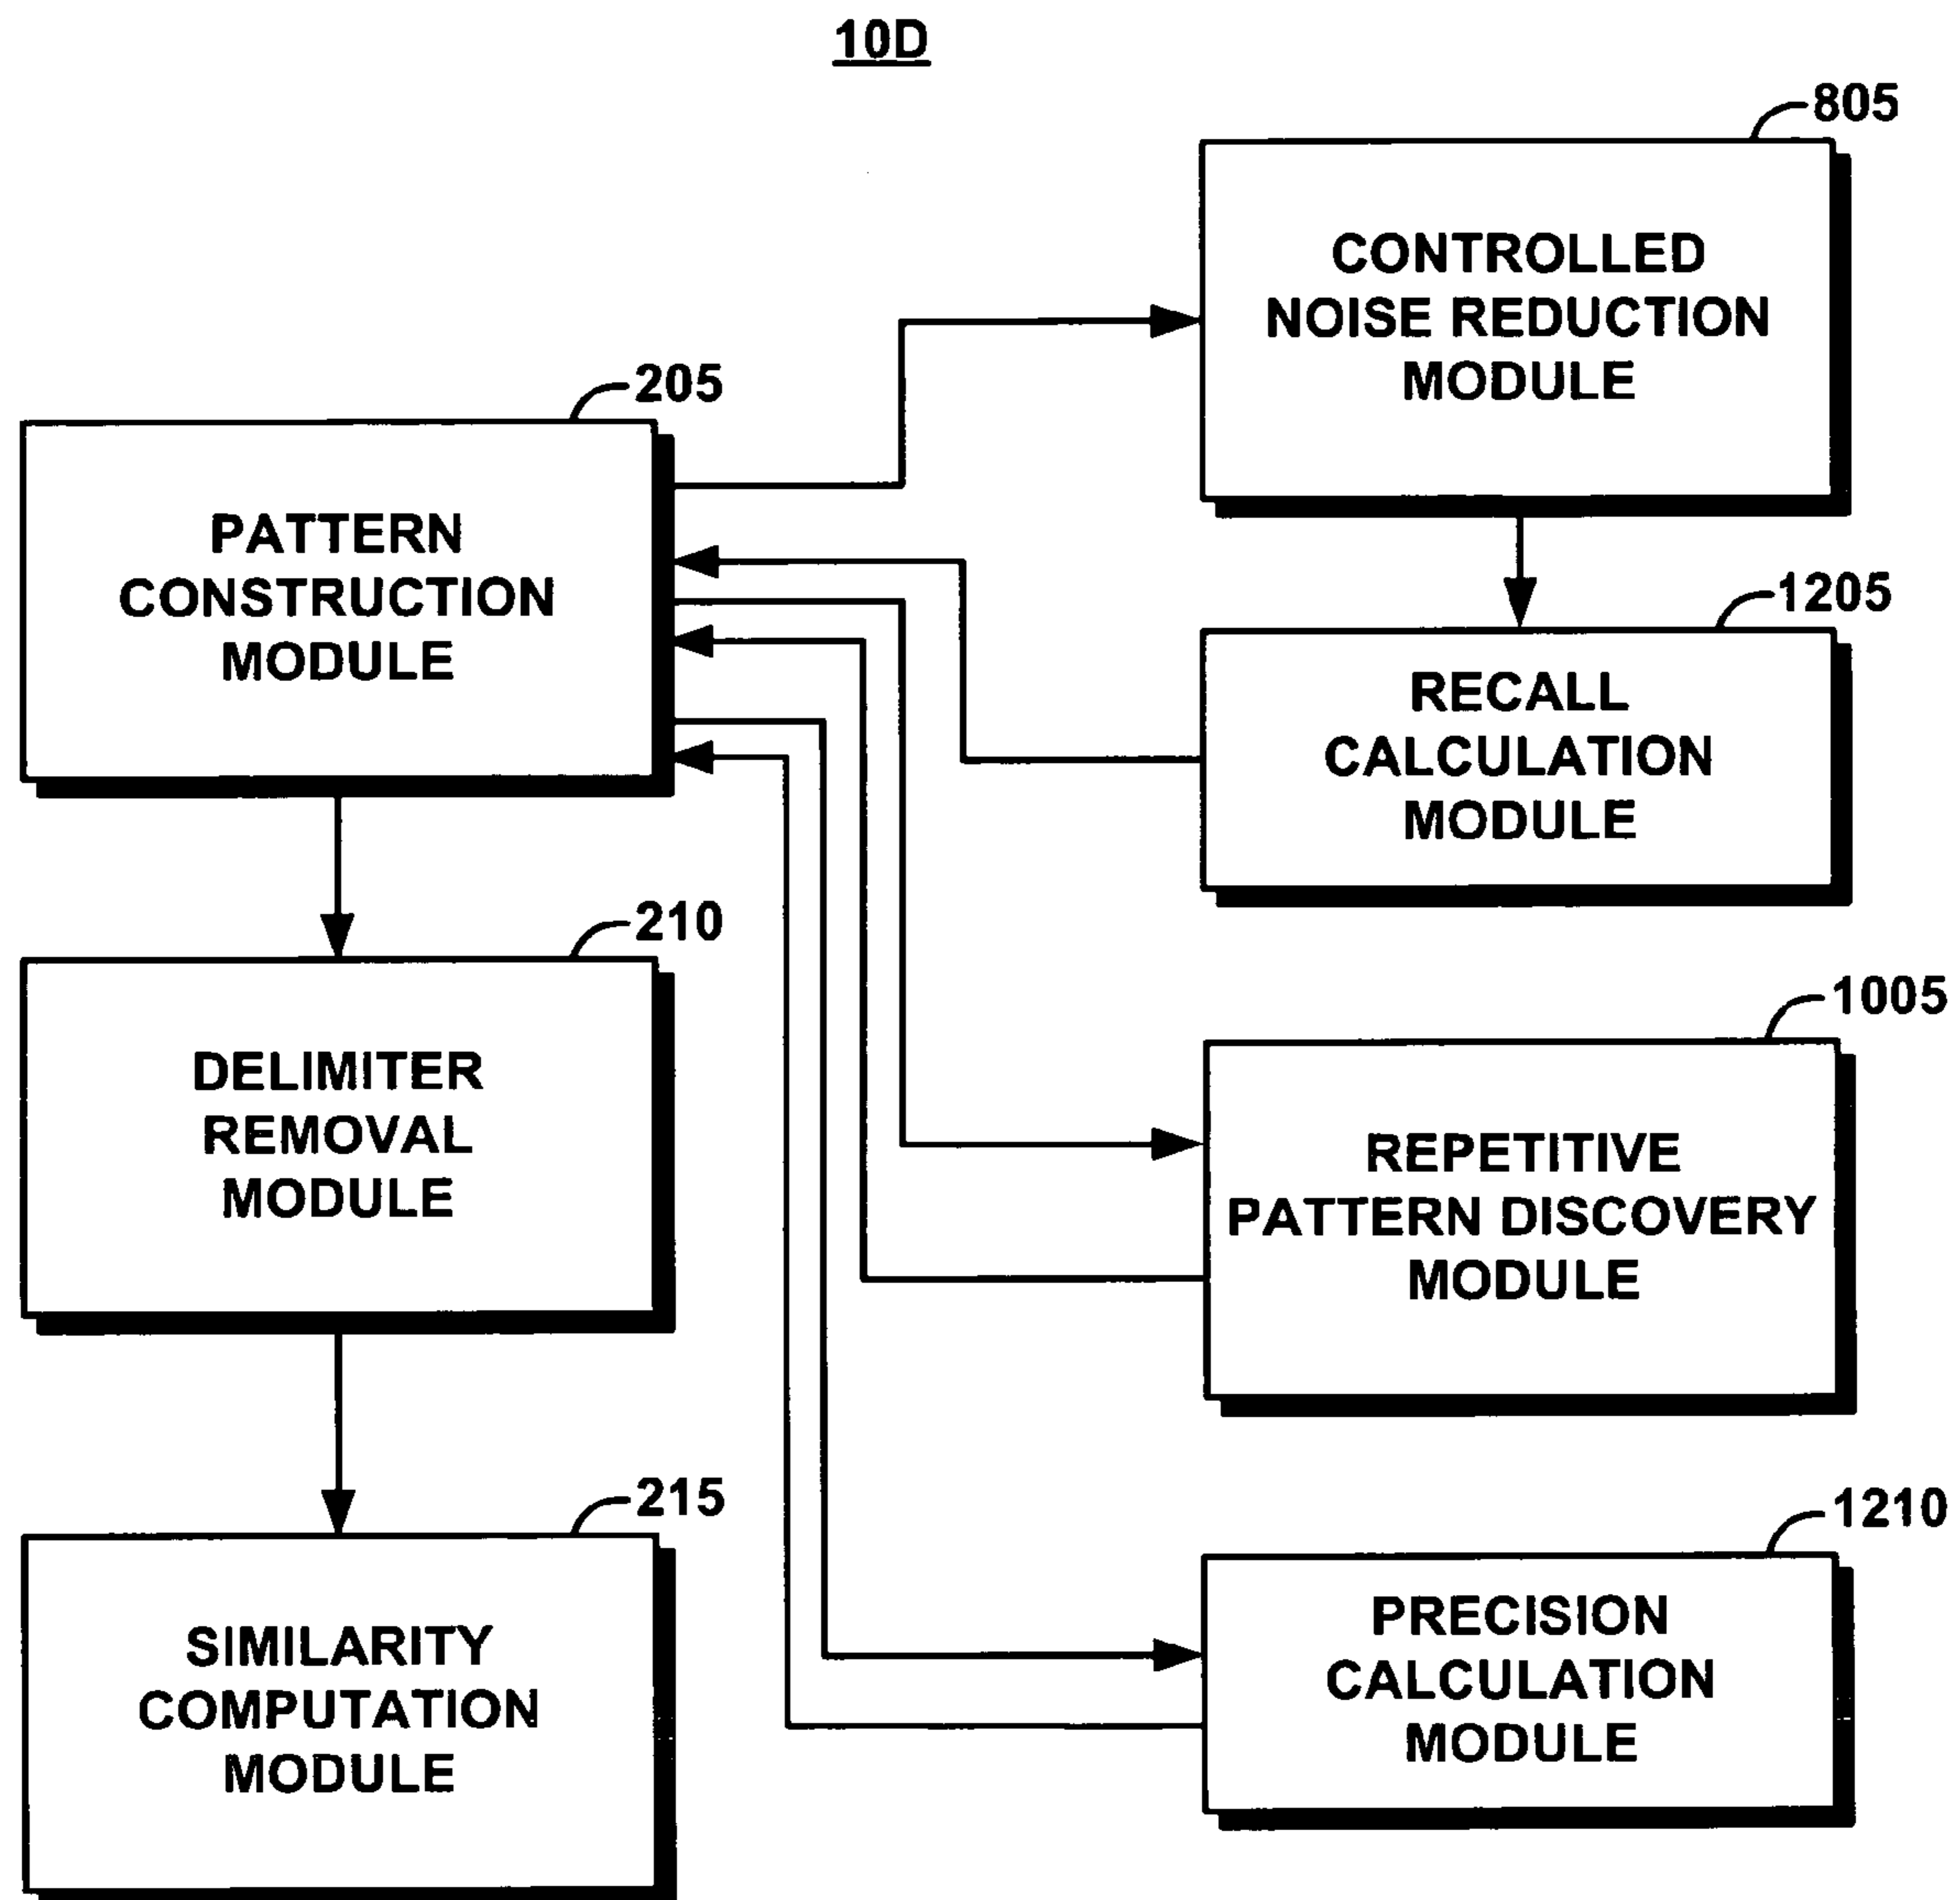 10D
805
CONTROLLED
NOISE REDUCTION
MODULE
205
PATTERN
CONSTRUCTION
MODULE
1205
RECALL
CALCULATION
MODULE
210
DELIMITER
REMOVAL
MODULE
1005
REPETITIVE
PATTERN DISCOVERY
MODULE
215
SIMILARITY
COMPUTATION
MODULE
1210
PRECISION
CALCULATION
MODULE